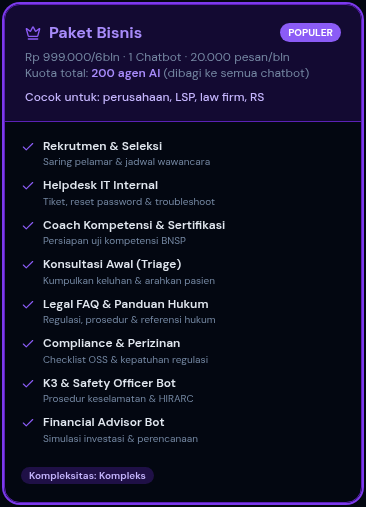 Paket Bisnis
POPULER
Rp 999.000/6bln · 1 Chatbot · 20.000 pesan/bln
Kuota total: 200 agen AI (dibagi ke semua chatbot)
Cocok untuk: perusahaan, LSP, law firm, RS
Rekrutmen & Seleksi
Saring pelamar & jadwal wawancara
Helpdesk IT Internal
Tiket, reset password & troubleshoot
Coach Kompetensi & Sertifikasi
Persiapan uji kompetensi BNSP
Konsultasi Awal (Triage)
Kumpulkan keluhan & arahkan pasien
Legal FAQ & Panduan Hukum
Regulasi, prosedur & referensi hukum
Compliance & Perizinan
Checklist OSS & kepatuhan regulasi
K3 & Safety Officer Bot
Prosedur keselamatan & HIRARC
Financial Advisor Bot
Simulasi investasi & perencanaan
Kompleksitas: Kompleks